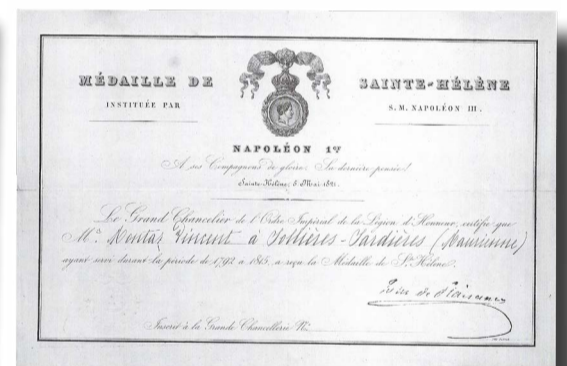 MÉDAILLE DE SAINTE-HÉLÈNE
INSTITUÉE PAR S. M. NAPOLÉON III.
NAPOLÉON 1er
A ses Compagnons de gloire, Sa dernière pensée!
Sainte-Hélène, 5 Mai 1821.
Le Grand Chancelier de l'Ordre Impérial de la Légion d'Honneur, certifie que
Mr. Vincent à Sollières-Sardières (Maurienne)
ayant servi durant la période de 1792 à 1815, a reçu la Médaille de Ste Hélène.
Inscrit à la Grande Chancellerie No.